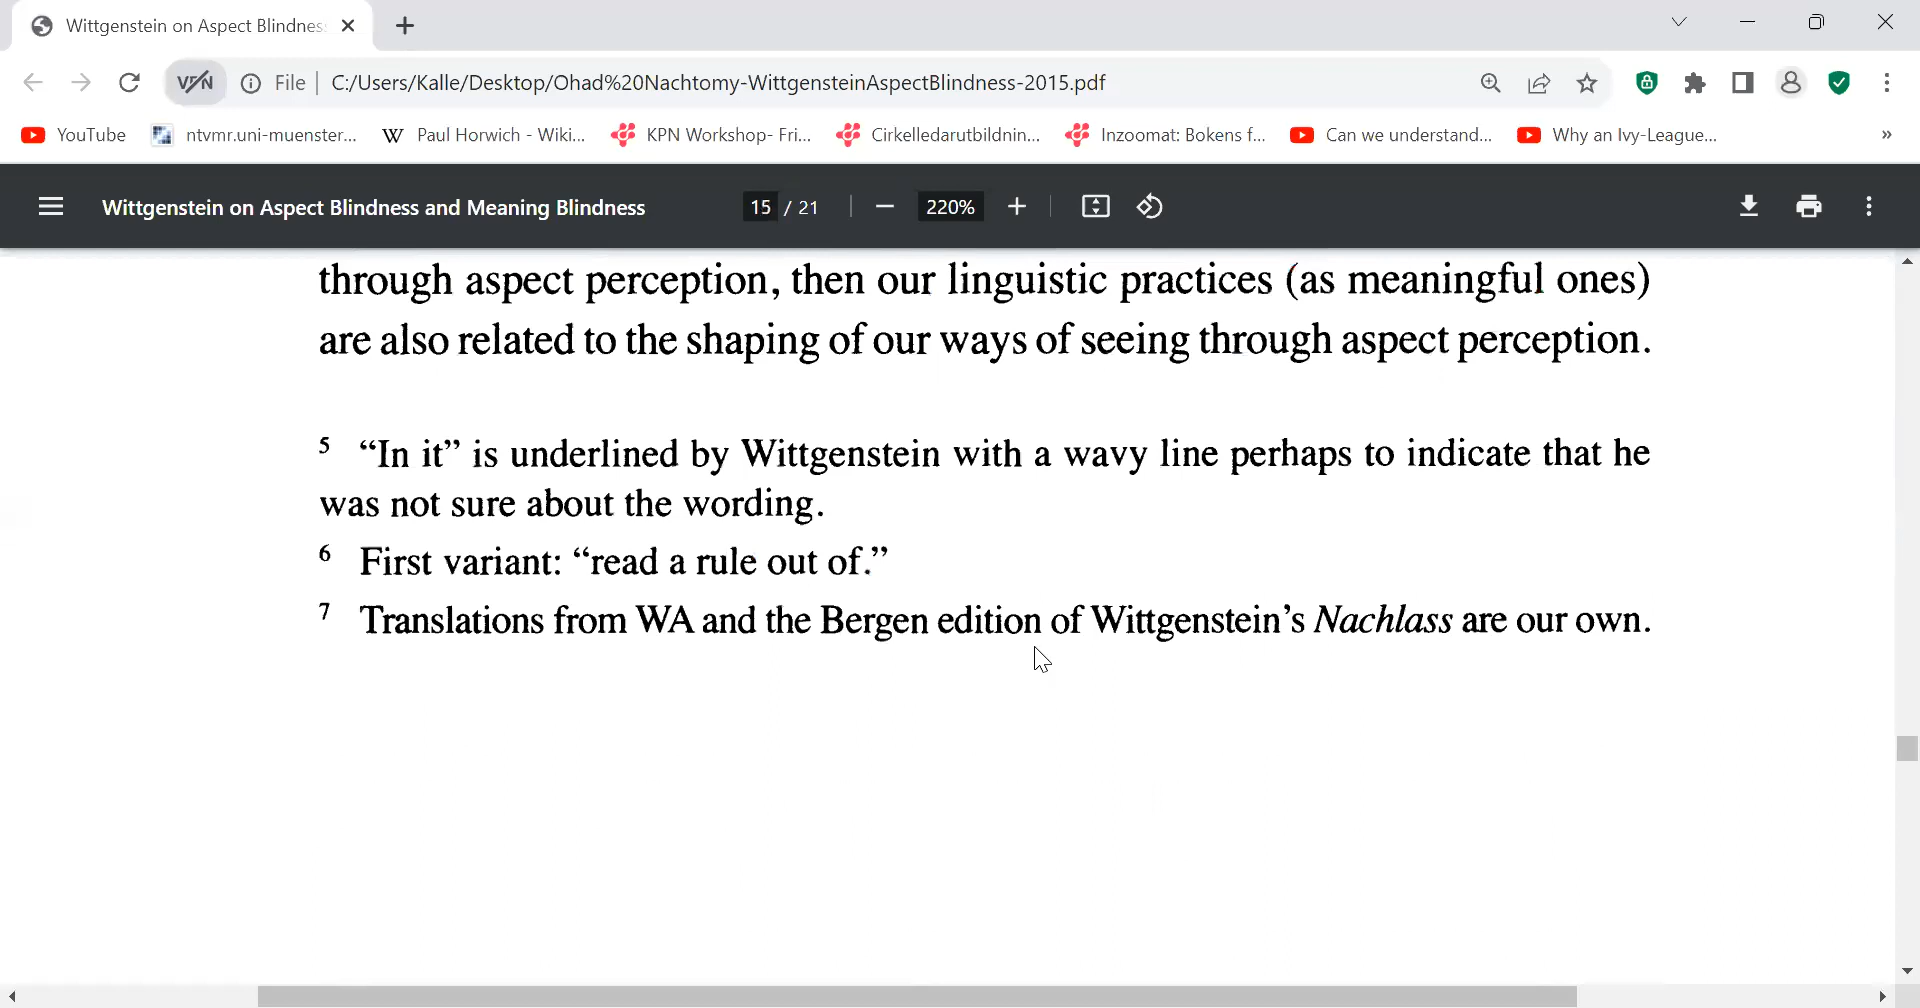 Wittgenstein on Aspect Blindnes
VPN File C:/Users/Kalle/Desktop/Ohad%20Nachtomy-WittgensteinAspectBlindness-2015.pdf
YouTube ntvmr.uni-muenster... W Paul Horwich - Wiki... KPN Workshop- Fri... Cirkelledarutbildnin... Inzoomat: Bokens f... Can we understand... Why an Ivy-League... »
Wittgenstein on Aspect Blindness and Meaning Blindness 15 / 21 220%
through aspect perception, then our linguistic practices (as meaningful ones)
are also related to the shaping of our ways of seeing through aspect perception.
5 “In it” is underlined by Wittgenstein with a wavy line perhaps to indicate that he
was not sure about the wording.
6 First variant: “read a rule out of.”
7 Translations from WA and the Bergen edition of Wittgenstein’s Nachlass are our own.